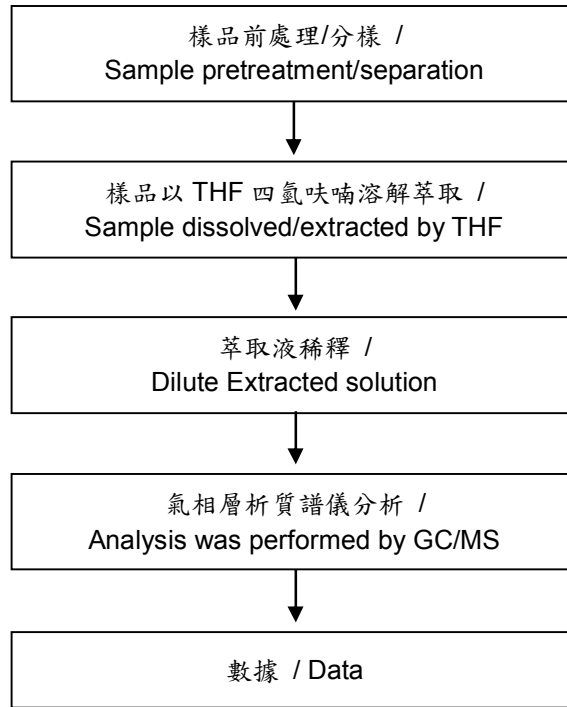 樣品前處理/分樣 /
Sample pretreatment/separation
樣品以 THF 四氫呋喃溶解萃取 /
Sample dissolved/extracted by THF
萃取液稀釋 /
Dilute Extracted solution
氣相層析質譜儀分析 /
Analysis was performed by GC/MS
數據 / Data